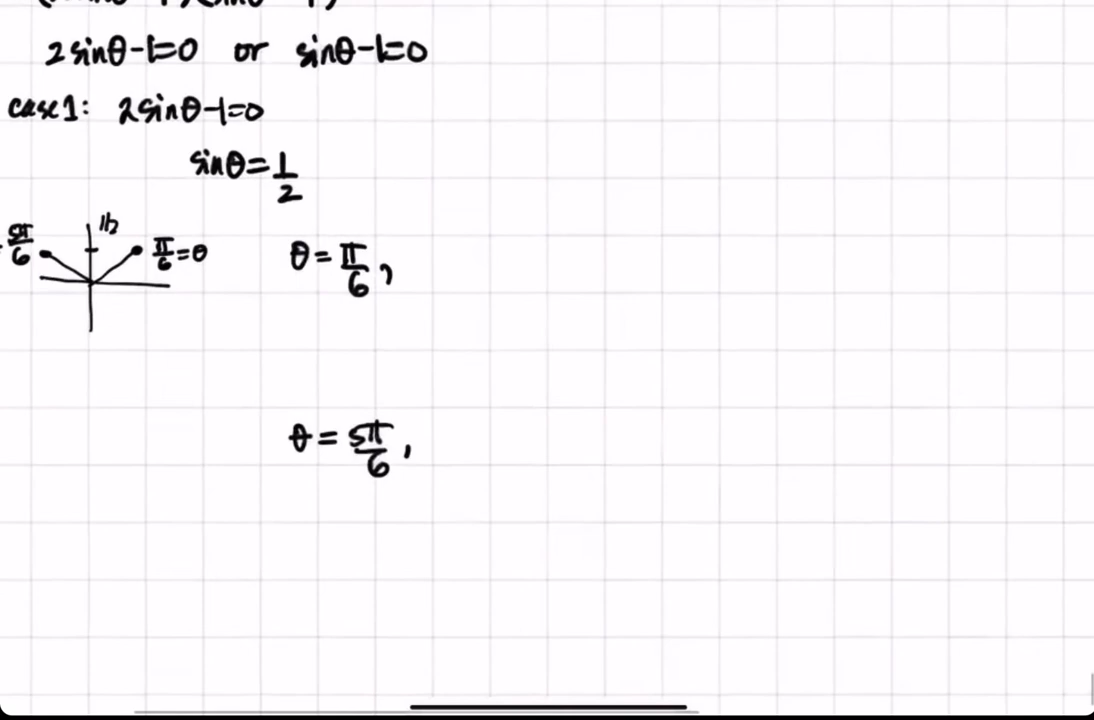 2sinθ-1=0 or sinθ-1=0
case1: 2sinθ-1=0
sinθ=1/2
1/2
5π/6 π/6=θ θ=π/6,
θ=5π/6,